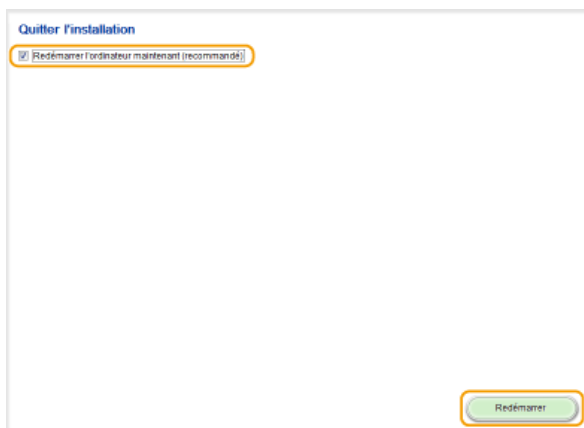 Quitter l'installation
Redémarrer l'ordinateur maintenant (recommandé)
Redémarrer